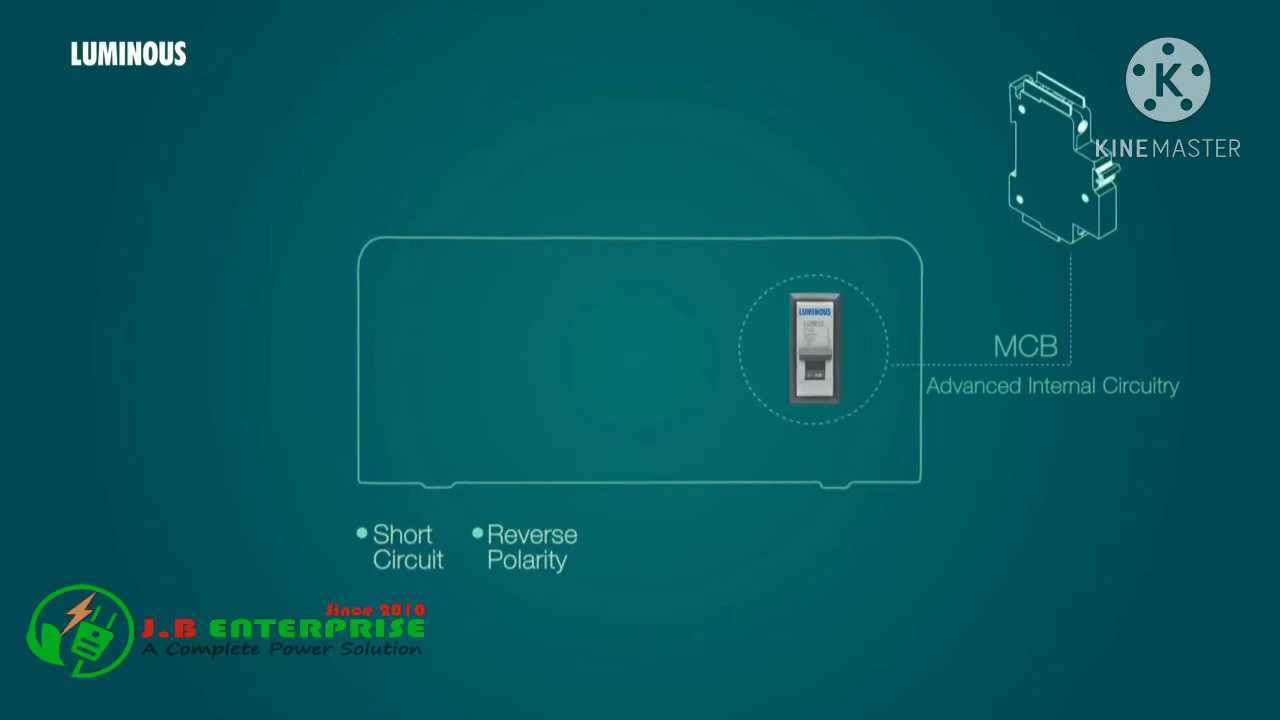 LUMINOUS
K
KINEMASTER
LUMINOUS
MCB
Advanced Internal Circuitry
Short
Circuit
Reverse
Polarity
Since 2010
J.B ENTERPRISE
A Complete Power Solution